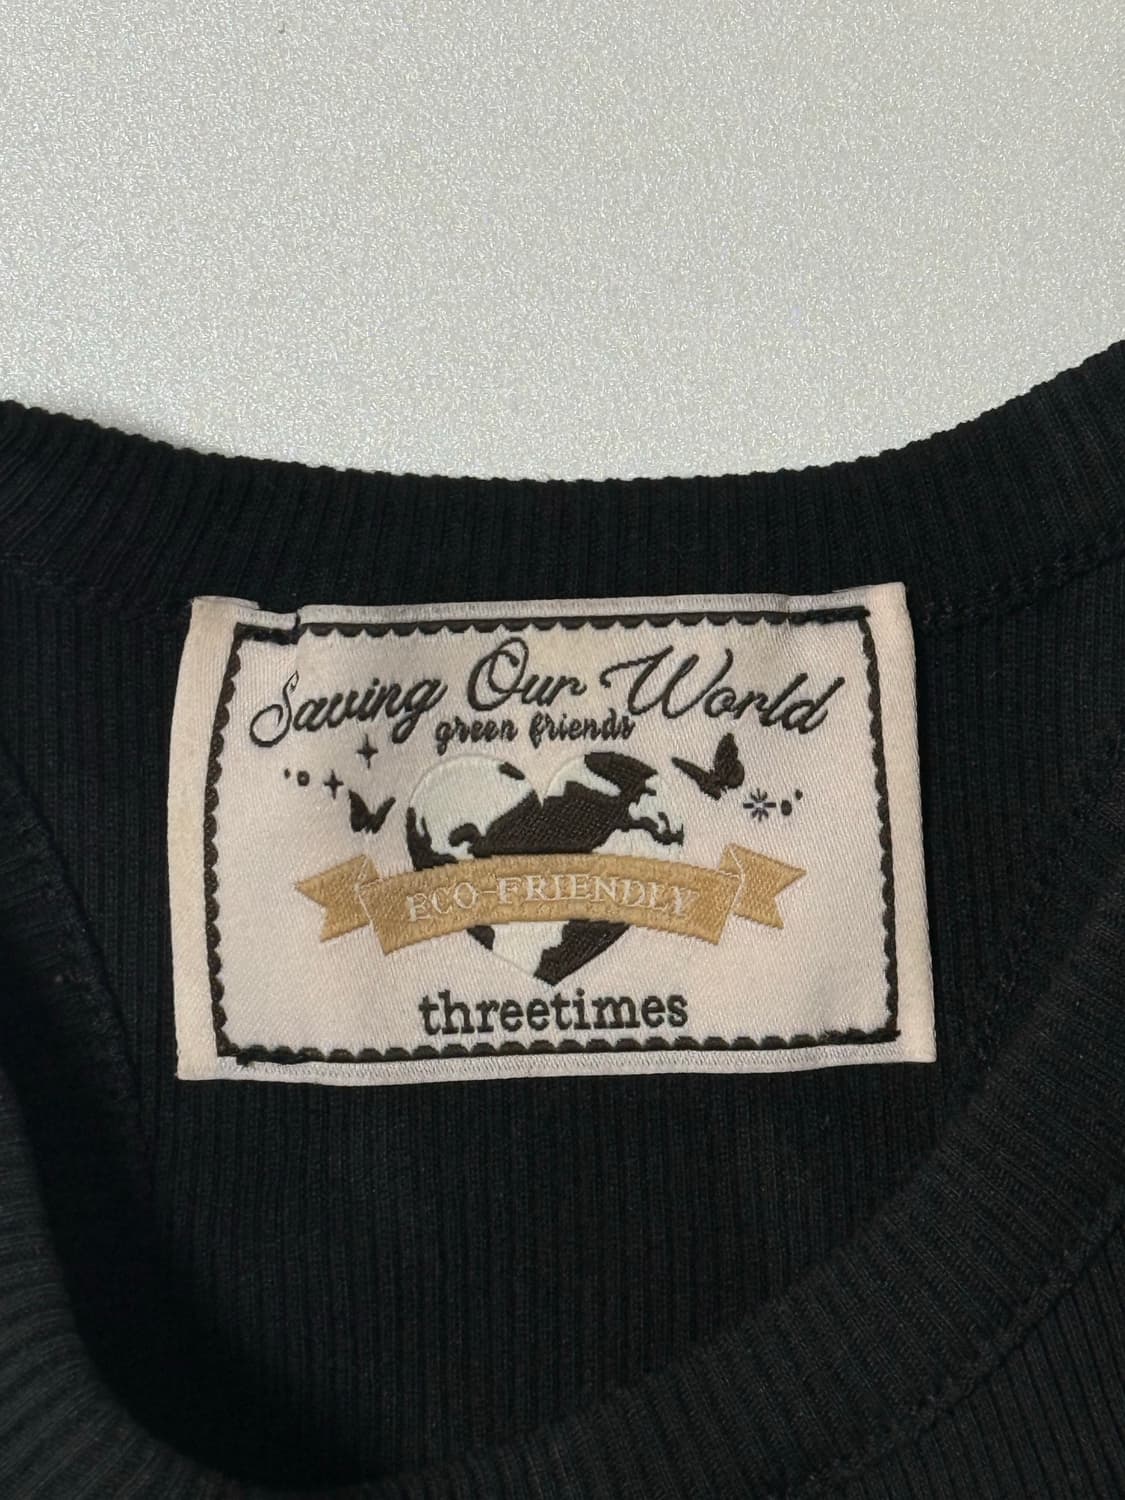 Saving Our World
green friends
ECO-FRIENDLY
threetimes